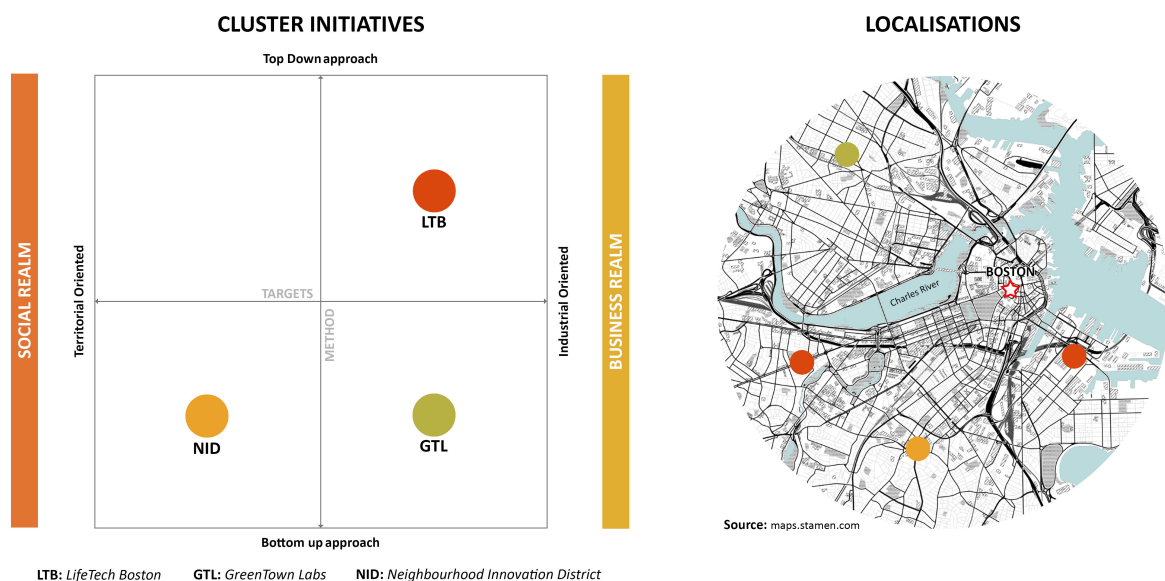 CLUSTER INITIATIVES
LOCALISATIONS
Top Down approach
SOCIAL REALM
Territorial Oriented
TARGETS
METHOD
Industrial Oriented
BUSINESS REALM
LTB
NID
GTL
Bottom up approach
BOSTON
Charles River
Source: maps.stamen.com
LTB: LifeTech Boston GTL: GreenTown Labs NID: Neighbourhood Innovation District